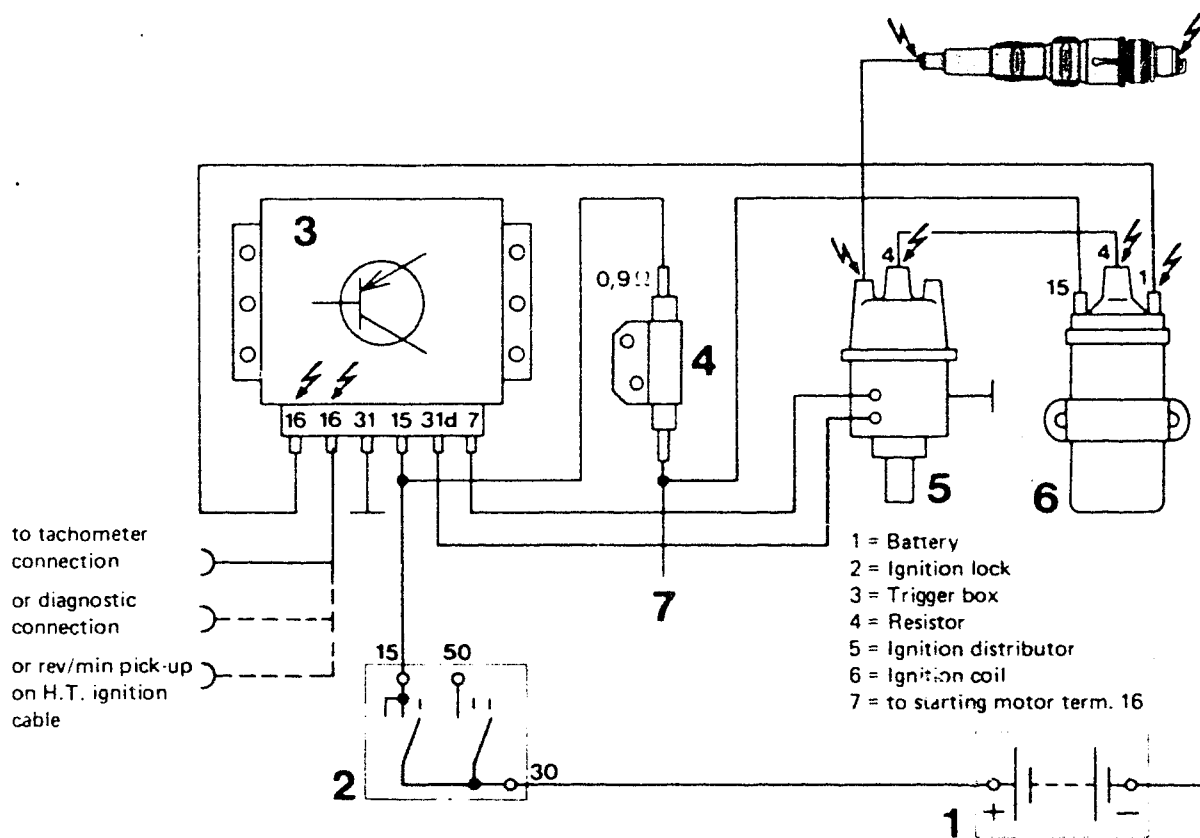 3
0,9 Ω
4
4
4
15
1
16 16 31 15 31d 7
5
6
to tachometer
connection
or diagnostic
connection
or rev/min pick-up
on H.T. ignition
cable
7
1 = Battery
2 = Ignition lock
3 = Trigger box
4 = Resistor
5 = Ignition distributor
6 = Ignition coil
7 = to starting motor term. 16
15 50
2
30
1
+ −